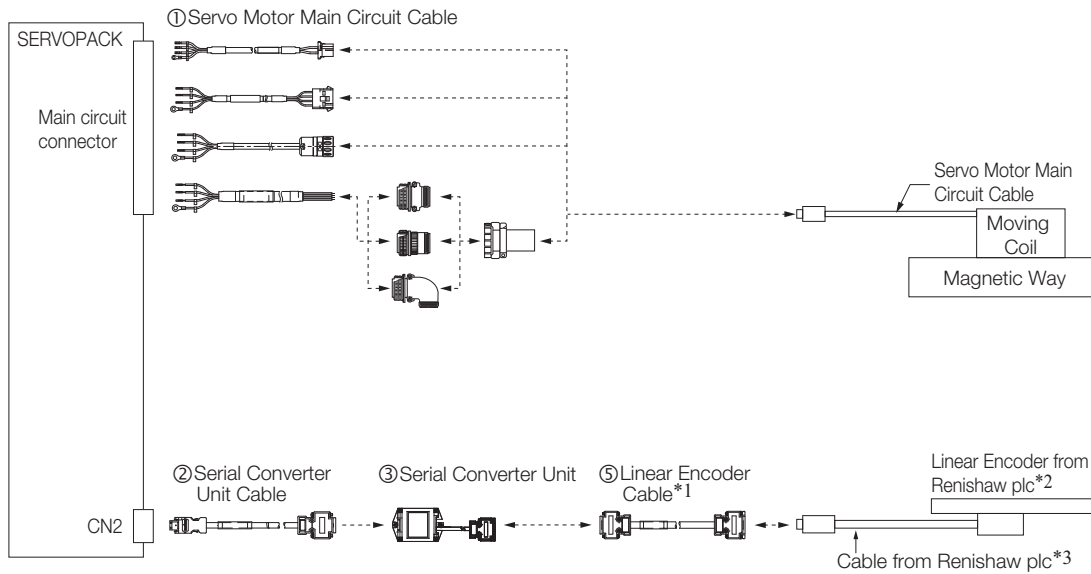 ①Servo Motor Main Circuit Cable
SERVOPACK
Main circuit
connector
Servo Motor Main
Circuit Cable
Moving
Coil
Magnetic Way
②Serial Converter
Unit Cable
③Serial Converter Unit
⑤Linear Encoder
Cable*1
Linear Encoder from
Renishaw plc*2
CN2
Cable from Renishaw plc*3